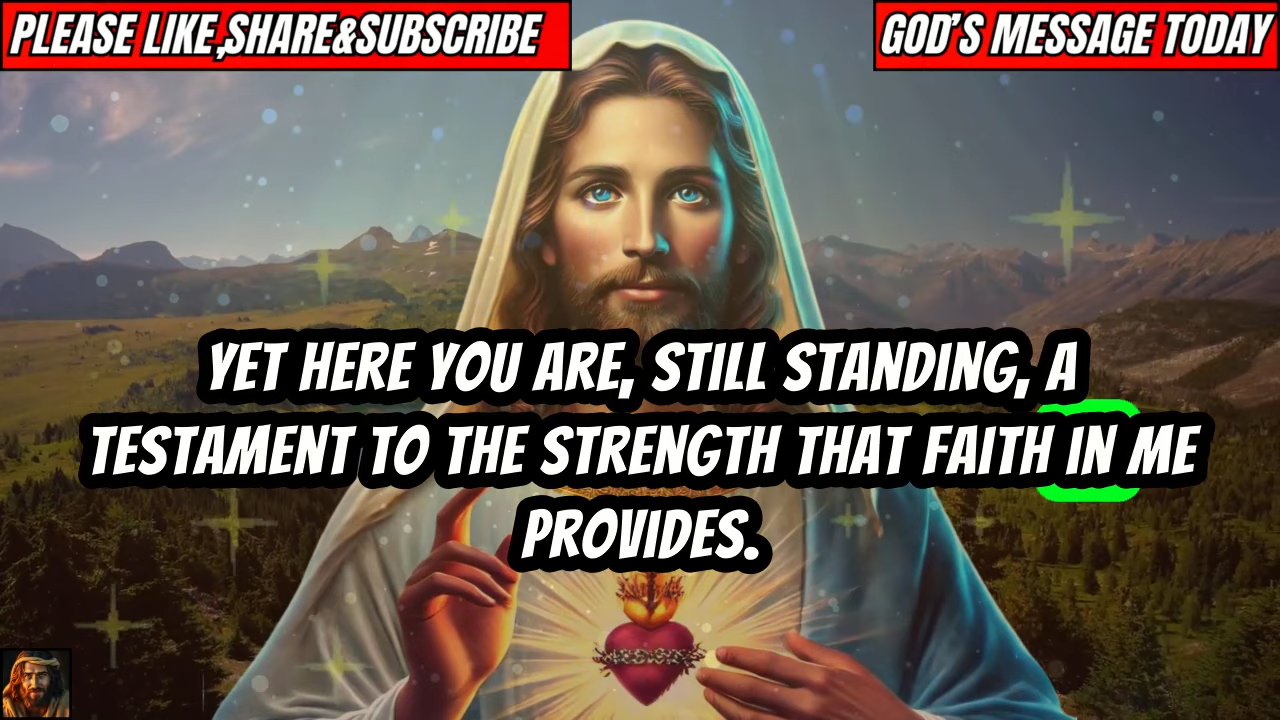 PLEASE LIKE,SHARE&SUBSCRIBE
GOD'S MESSAGE TODAY
YET HERE YOU ARE, STILL STANDING, A
TESTAMENT TO THE STRENGTH THAT FAITH IN ME
PROVIDES.